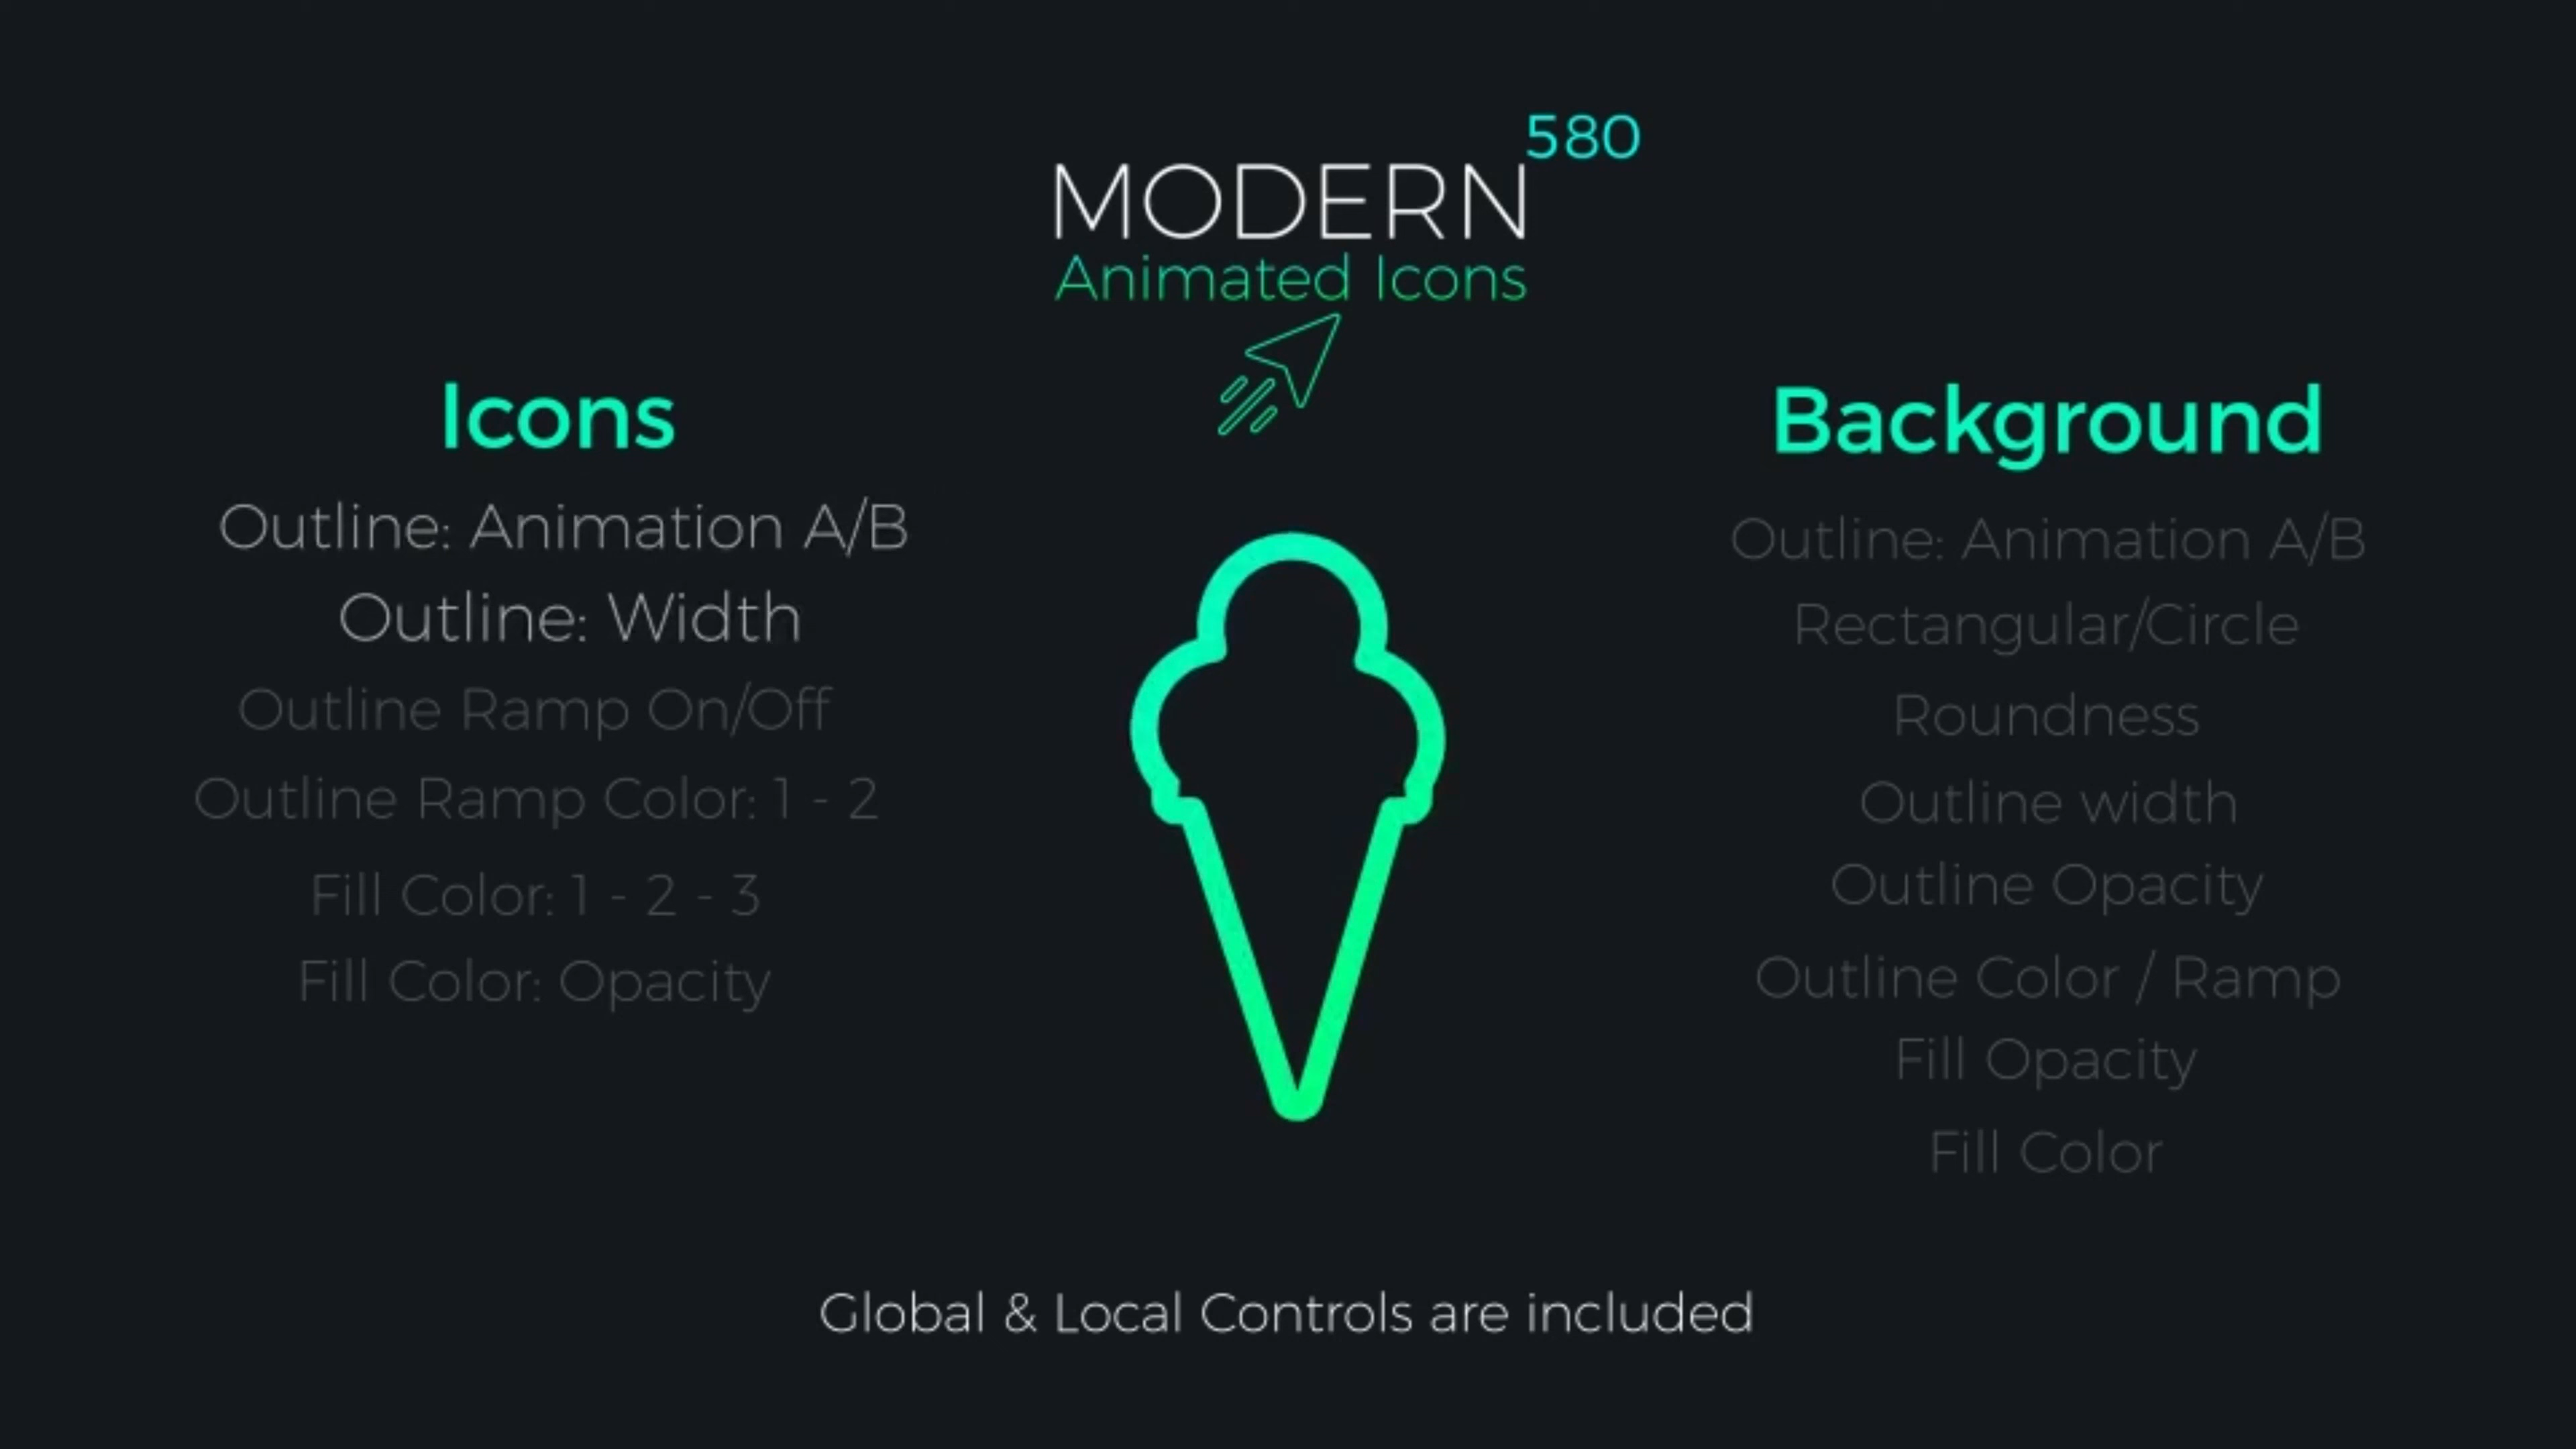 580
MODERN
Animated Icons
Icons
Outline: Animation A/B
Outline: Width
Outline Ramp On/Off
Outline Ramp Color: 1 - 2
Fill Color: 1 - 2 - 3
Fill Color: Opacity
Background
Outline: Animation A/B
Rectangular/Circle
Roundness
Outline width
Outline Opacity
Outline Color / Ramp
Fill Opacity
Fill Color
Global & Local Controls are included